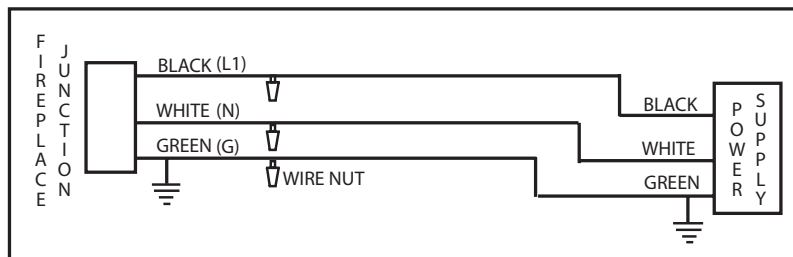 FIREPLACE
JUNCTION
BLACK (L1)
WHITE (N)
GREEN (G)
WIRE NUT
BLACK
WHITE
GREEN
POWER
SUPPLY